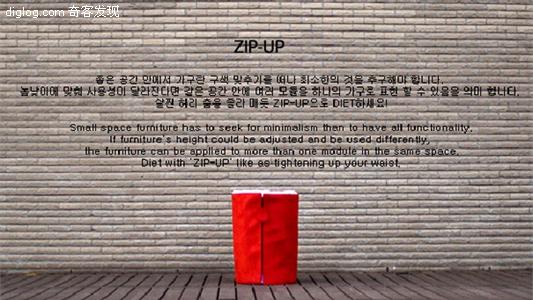 diglog.com 奇客发现
ZIP-UP
좁은 공간 안에서 가구란 구색 맞추기를 떠나 최소한의 것을 추구해야 합니다.
높낮이에 맞춰 사용성이 달라진다면 같은 공간 안에 여러 모듈을 하나의 가구로 표현 할 수 있음을 의미 합니다.
살찐 허리 춤을 졸라 매듯 ZIP-UP으로 DIET하세요!
Small space furniture has to seek for minimalism than to have all functionality.
If furniture's height could be adjusted and be used differently,
the furniture can be applied to more than one module in the same space.
Diet with 'ZIP-UP' like as tightening up your waist.